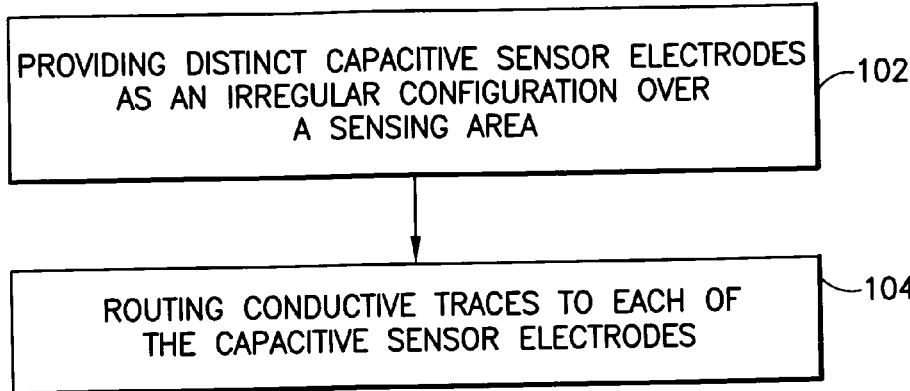 PROVIDING DISTINCT CAPACITIVE SENSOR ELECTRODES
AS AN IRREGULAR CONFIGURATION OVER
A SENSING AREA
102
ROUTING CONDUCTIVE TRACES TO EACH OF
THE CAPACITIVE SENSOR ELECTRODES
104